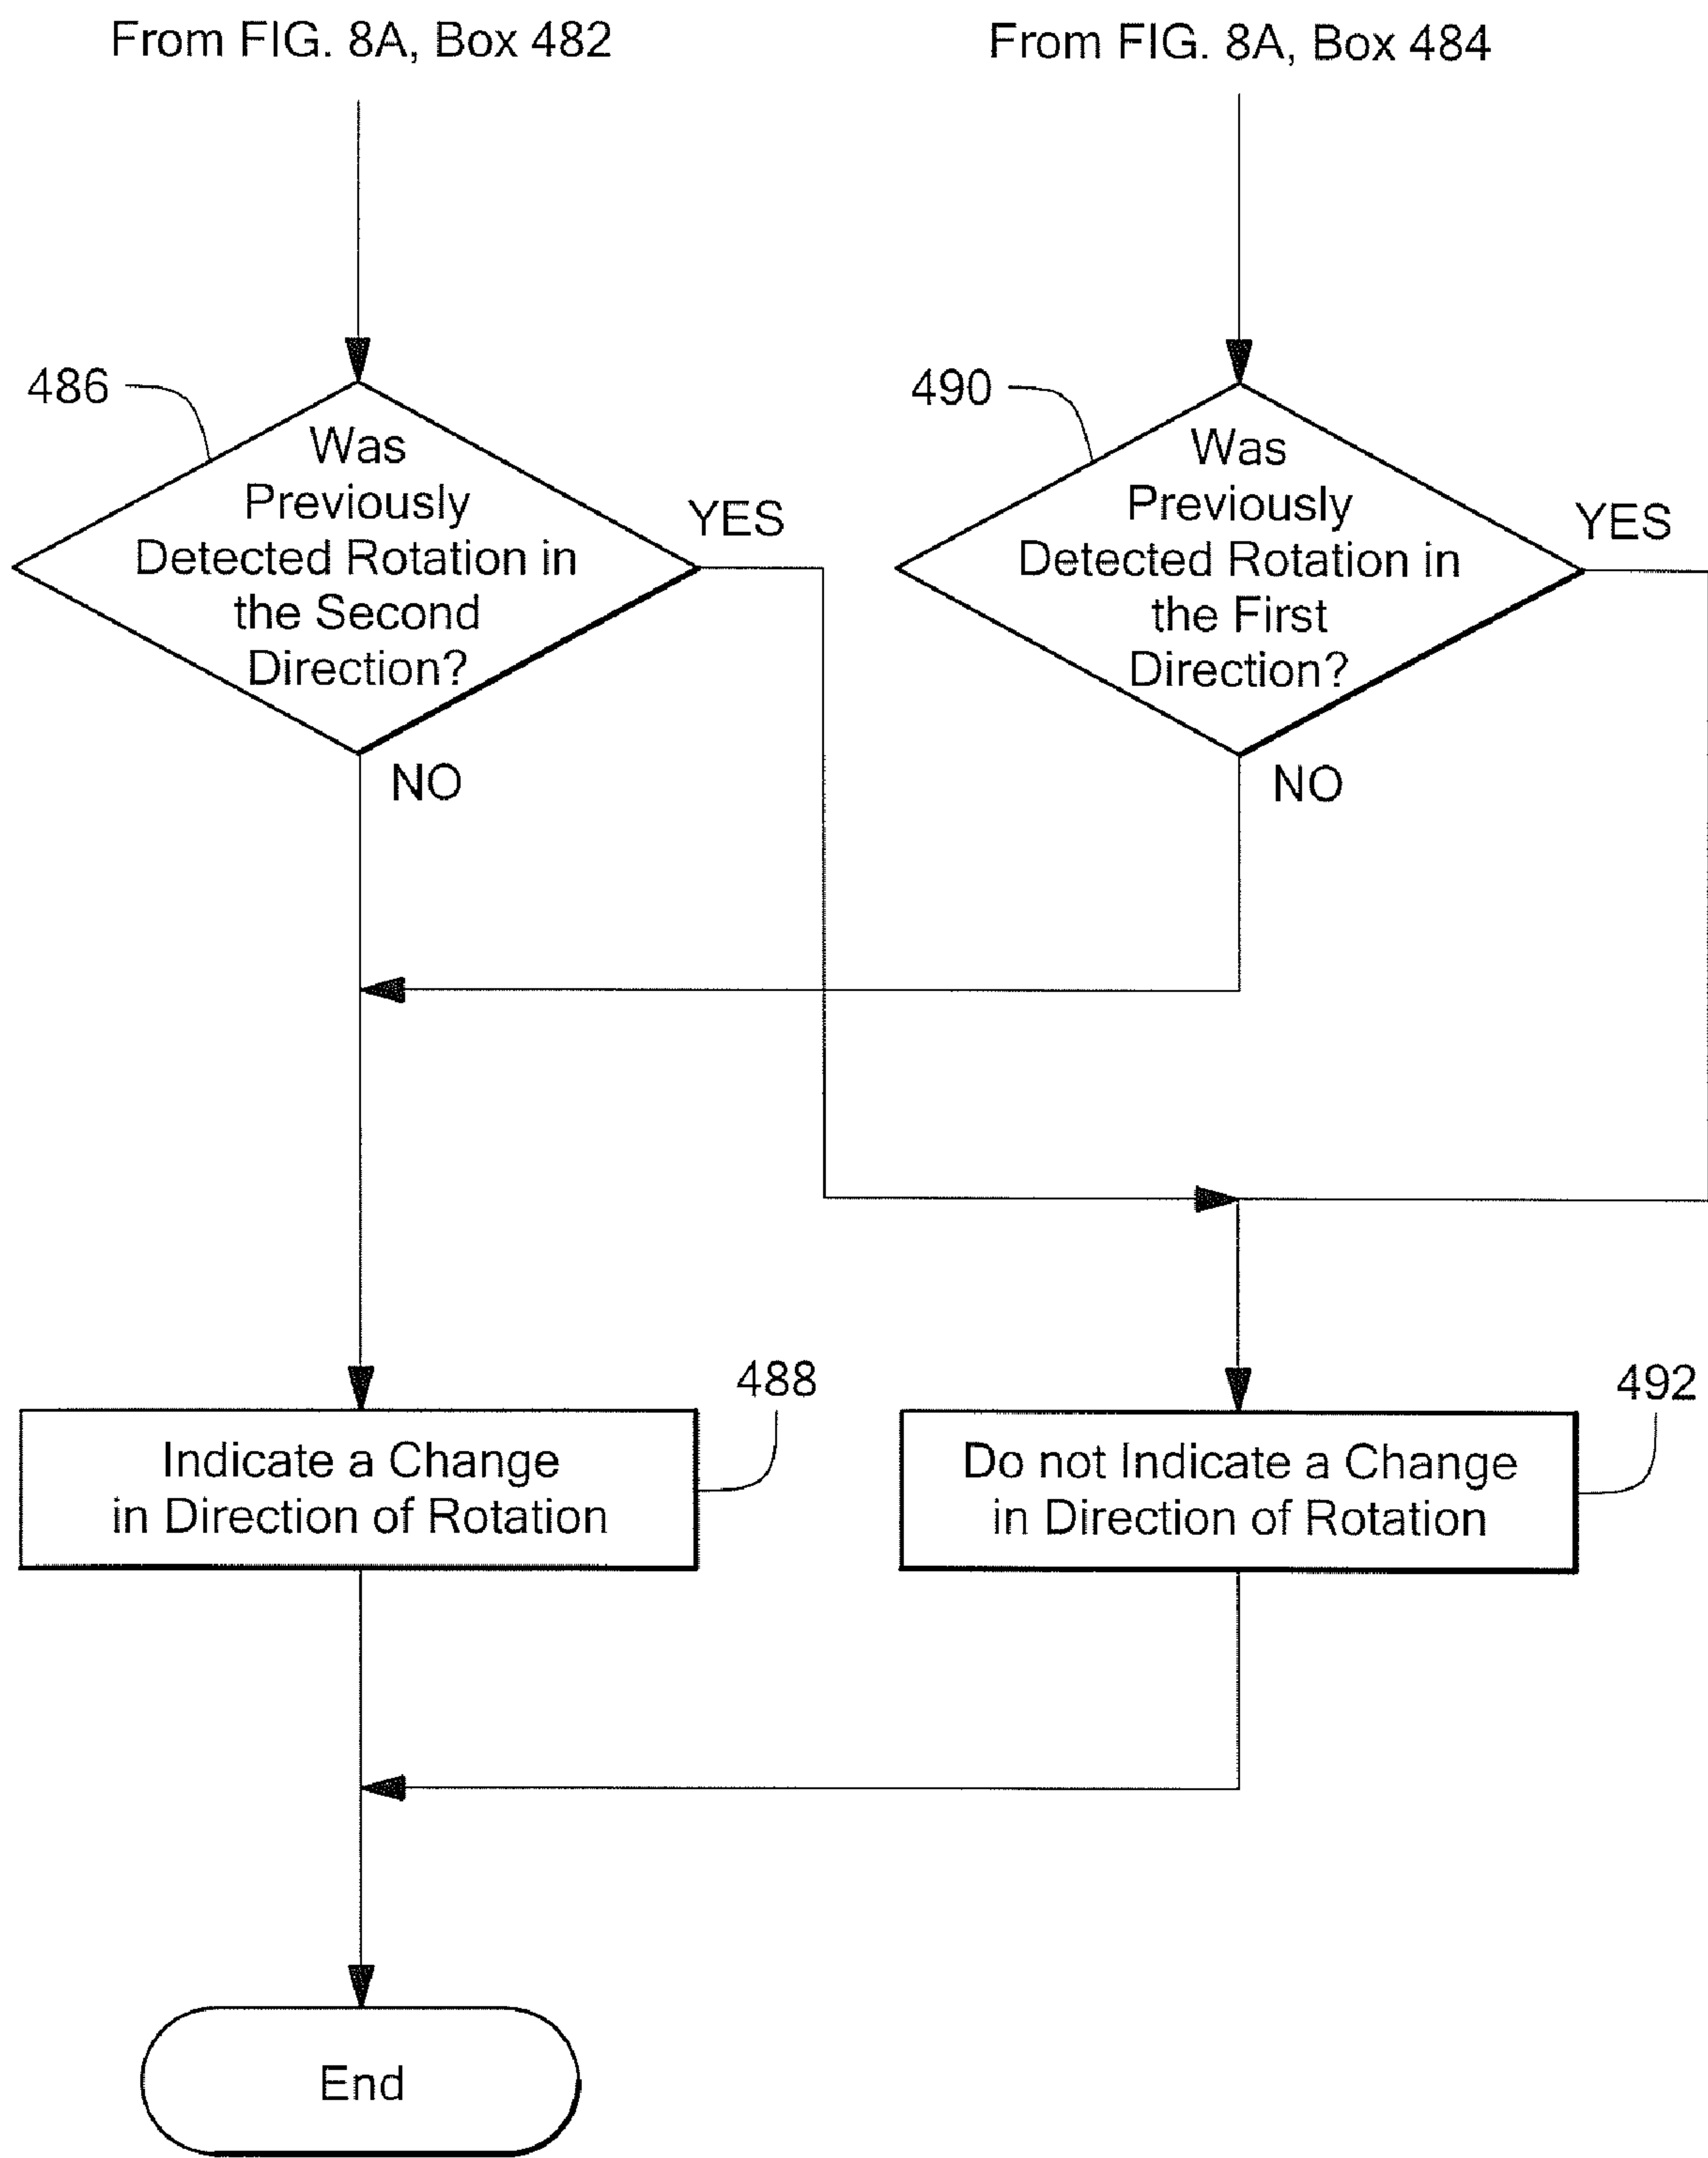 From FIG. 8A, Box 482
From FIG. 8A, Box 484
486
Was
Previously
Detected Rotation in
the Second
Direction?
YES
NO
490
Was
Previously
Detected Rotation in
the First
Direction?
YES
NO
488
Indicate a Change
in Direction of Rotation
492
Do not Indicate a Change
in Direction of Rotation
End